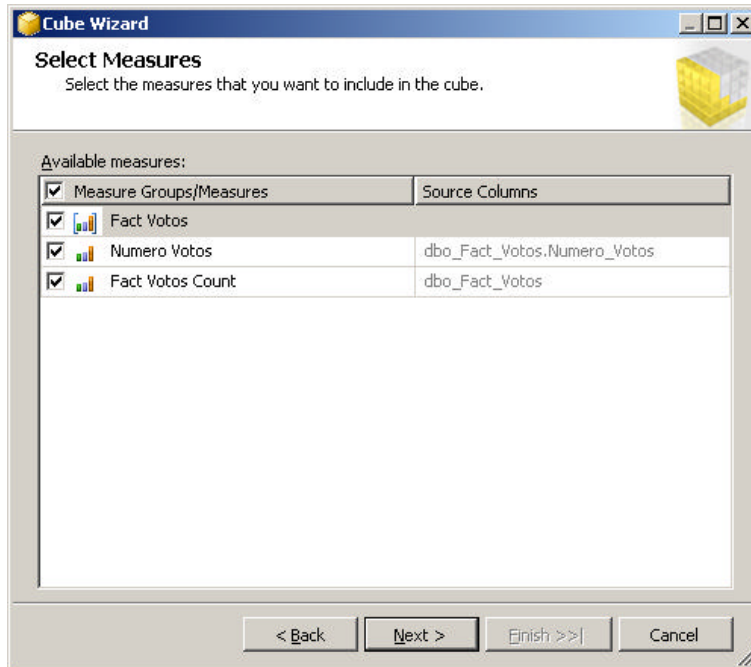 Cube Wizard
Select Measures
Select the measures that you want to include in the cube.
Available measures:
Measure Groups/Measures Source Columns
Fact Votos
Numero Votos dbo_Fact_Votos.Numero_Votos
Fact Votos Count dbo_Fact_Votos
< Back Next > Finish >>| Cancel